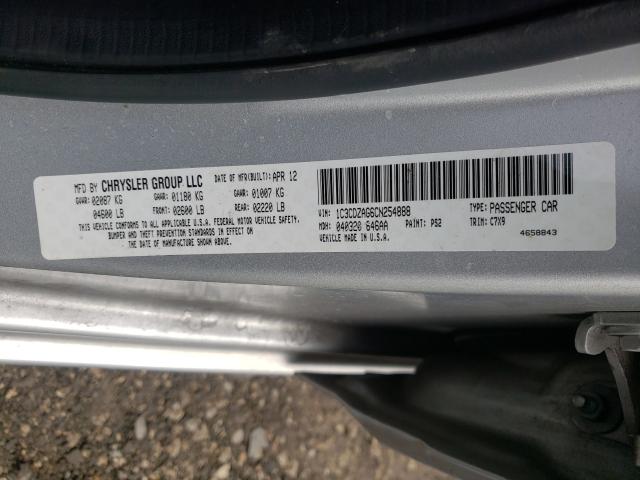 MFD BY CHRYSLER GROUP LLC DATE OF MFR(BUILT): APR 12
GVWR: 02087 KG GAWR: 01180 KG GAWR: 01007 KG
04600 LB FRONT: 02600 LB REAR: 02220 LB
THIS VEHICLE CONFORMS TO ALL APPLICABLE U.S.A. FEDERAL MOTOR VEHICLE SAFETY,
BUMPER AND THEFT PREVENTION STANDARDS IN EFFECT ON
THE DATE OF MANUFACTURE SHOWN ABOVE.
VIN: 1C3CDZAG6CN254888 TYPE: PASSENGER CAR
MDH: 040320 646AA PAINT: PS2 TRIM: C7X9
VEHICLE MADE IN U.S.A. 4658843